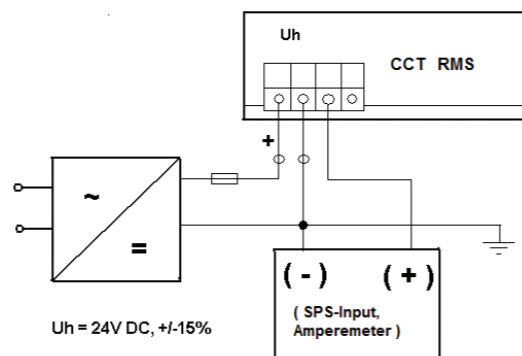 Uh
CCT RMS
+
~
=
(-) (+)
( SPS-Input,
Amperemeter )
Uh = 24V DC, +/-15%